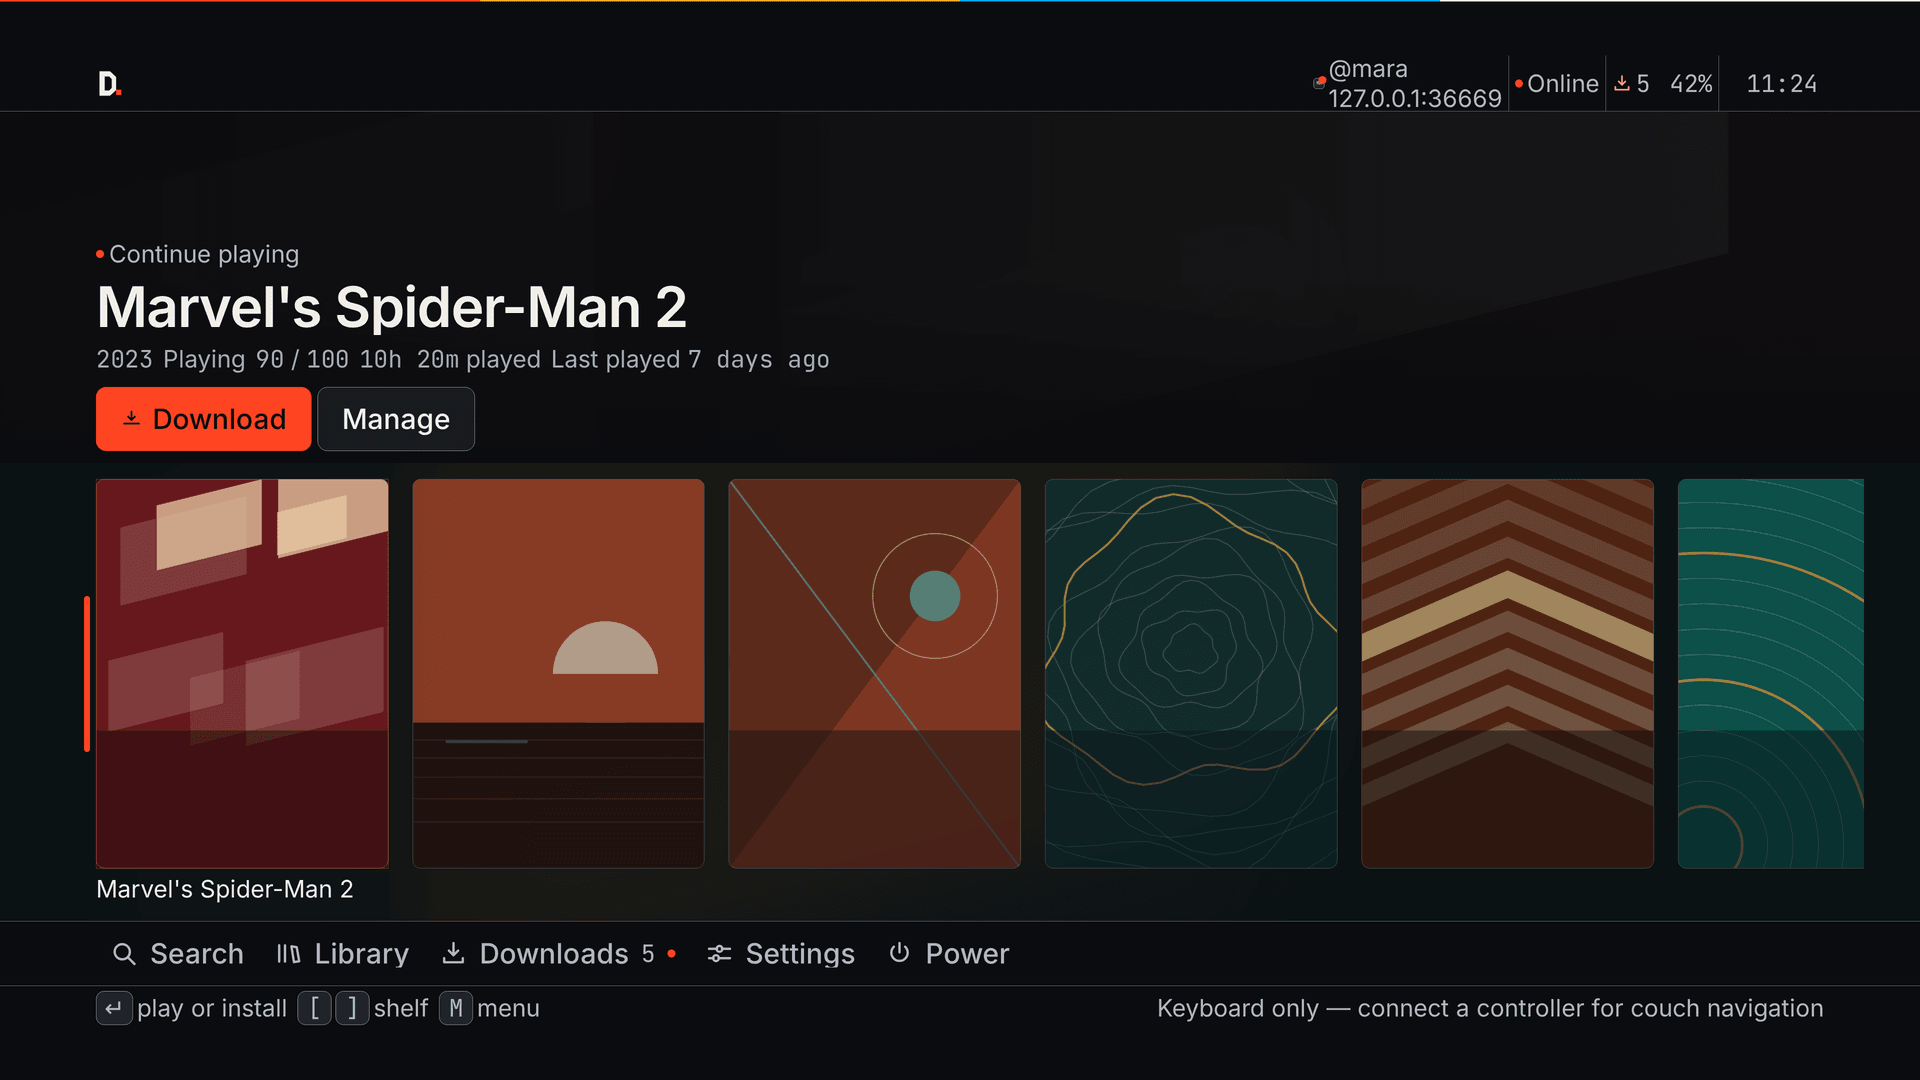 D.
@mara
127.0.0.1:36669
Online
5 42%
11:24
Continue playing
Marvel's Spider-Man 2
2023 Playing 90 / 100 10h 20m played Last played 7 days ago
Download
Manage
Marvel's Spider-Man 2
Search
Library
Downloads 5
Settings
Power
↵ play or install [ ] shelf M menu
Keyboard only — connect a controller for couch navigation